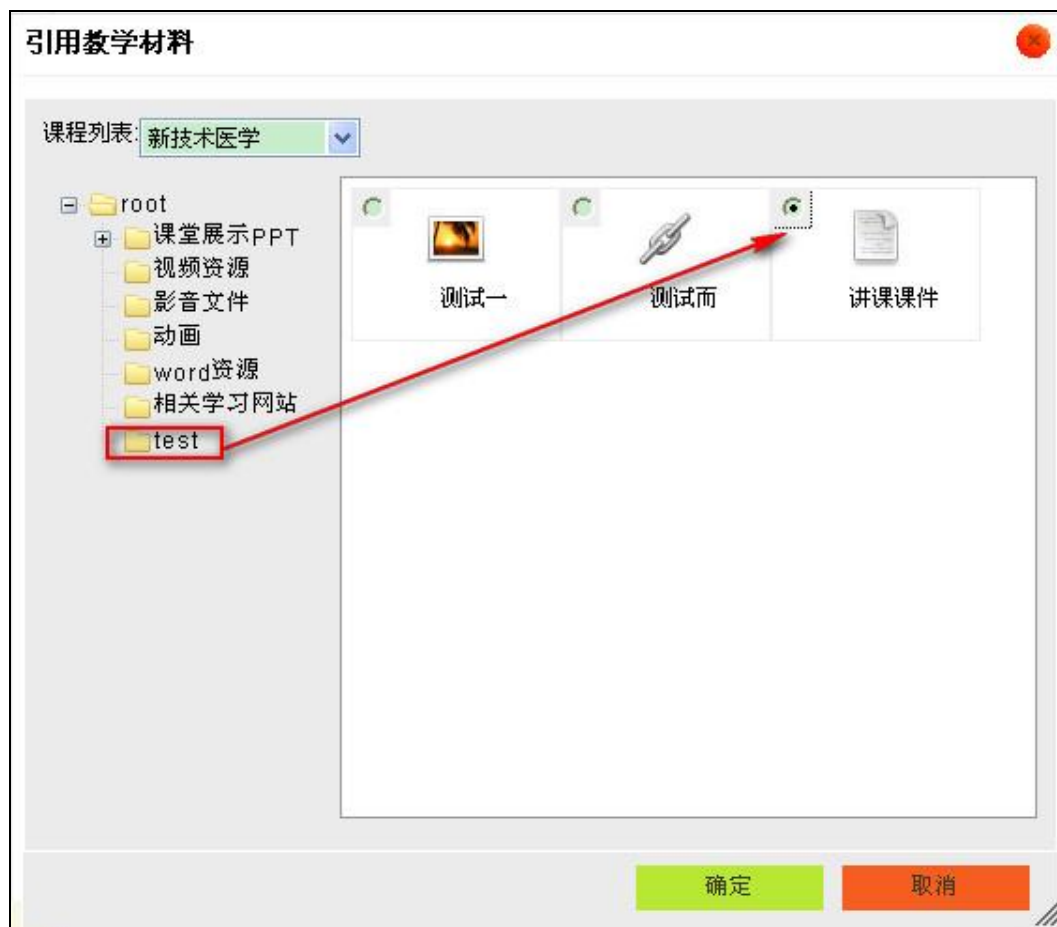 引用教学材料
课程列表: 新技术医学
root
课堂展示PPT
视频资源
影音文件
动画
word资源
相关学习网站
test
测试一 测试而 讲课课件
确定 取消